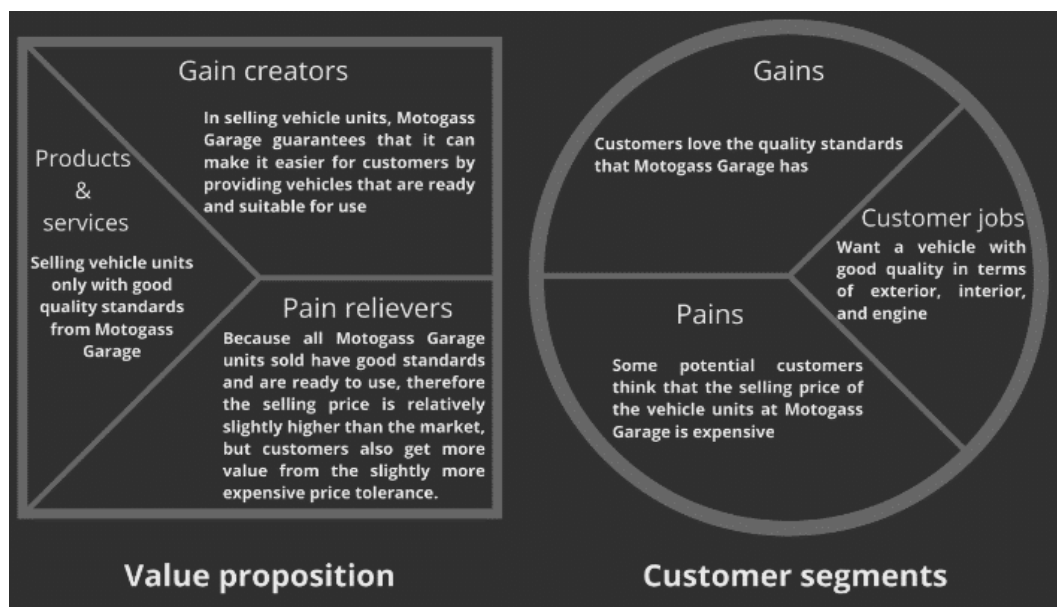 Gain creators
In selling vehicle units, Motogass
Garage guarantees that it can
make it easier for customers by
providing vehicles that are ready
and suitable for use
Products
&
services
Selling vehicle units
only with good
quality standards
from Motogass
Garage
Pain relievers
Because all Motogass Garage
units sold have good standards
and are ready to use, therefore
the selling price is relatively
slightly higher than the market,
but customers also get more
value from the slightly more
expensive price tolerance.
Value proposition
Gains
Customers love the quality standards
that Motogass Garage has
Customer jobs
Want a vehicle with
good quality in terms
of exterior, interior,
and engine
Pains
Some potential customers
think that the selling price of
the vehicle units at Motogass
Garage is expensive
Customer segments